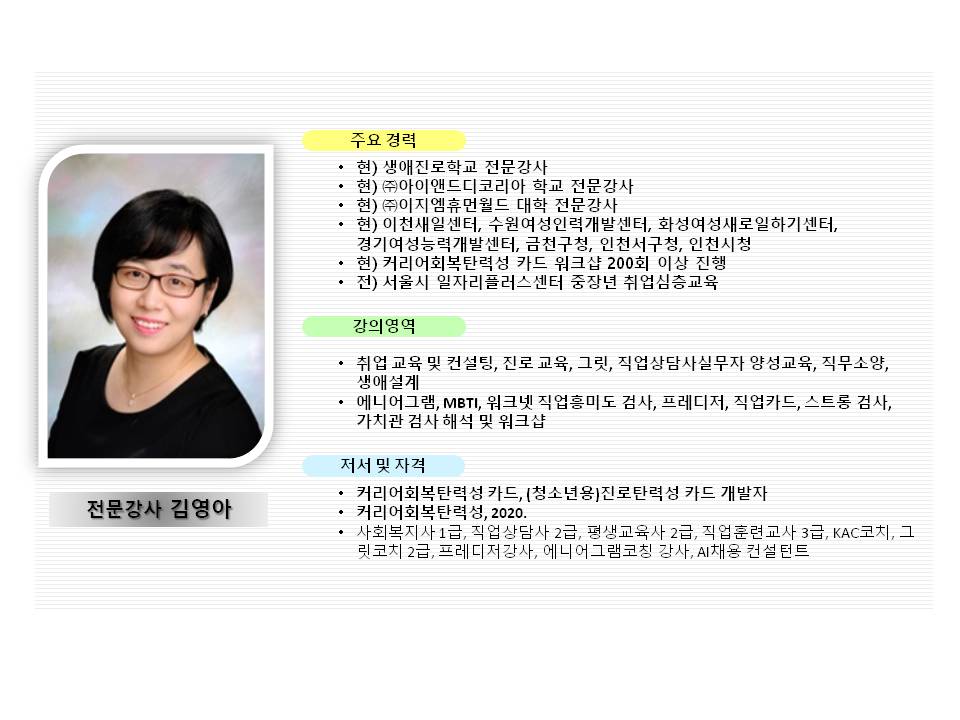 주요 경력
• 현) 생애진로학교 전문강사
• 현) ㈜아이앤드디코리아 학교 전문강사
• 현) ㈜이지엠휴먼월드 대학 전문강사
• 현) 이천새일센터, 수원여성인력개발센터, 화성여성새로일하기센터,
경기여성능력개발센터, 금천구청, 인천서구청, 인천시청
• 현) 커리어회복탄력성 카드 워크샵 200회 이상 진행
• 전) 서울시 일자리플러스센터 중장년 취업심층교육
강의영역
• 취업 교육 및 컨설팅, 진로 교육, 그릿, 직업상담사실무자 양성교육, 직무소양,
생애설계
• 에니어그램, MBTI, 워크넷 직업흥미도 검사, 프레디저, 직업카드, 스트롱 검사,
가치관 검사 해석 및 워크샵
저서 및 자격
• 커리어회복탄력성 카드, (청소년용)진로탄력성 카드 개발자
• 커리어회복탄력성, 2020.
• 사회복지사 1급, 직업상담사 2급, 평생교육사 2급, 직업훈련교사 3급, KAC코치, 그
릿코치 2급, 프레디저강사, 에니어그램코칭 강사, AI채용 컨설턴트
전문강사 김영아